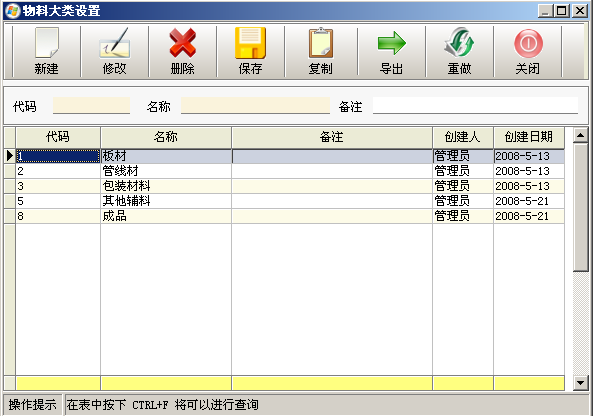 物料大类设置
新建 修改 删除 保存 复制 导出 重做 关闭
代码 名称 备注
代码 名称 备注 创建人 创建日期
1 板材 管理员 2008-5-13
2 管线材 管理员 2008-5-13
3 包装材料 管理员 2008-5-13
5 其他辅料 管理员 2008-5-21
8 成品 管理员 2008-5-21
操作提示 在表中按下 CTRL+F 将可以进行查询